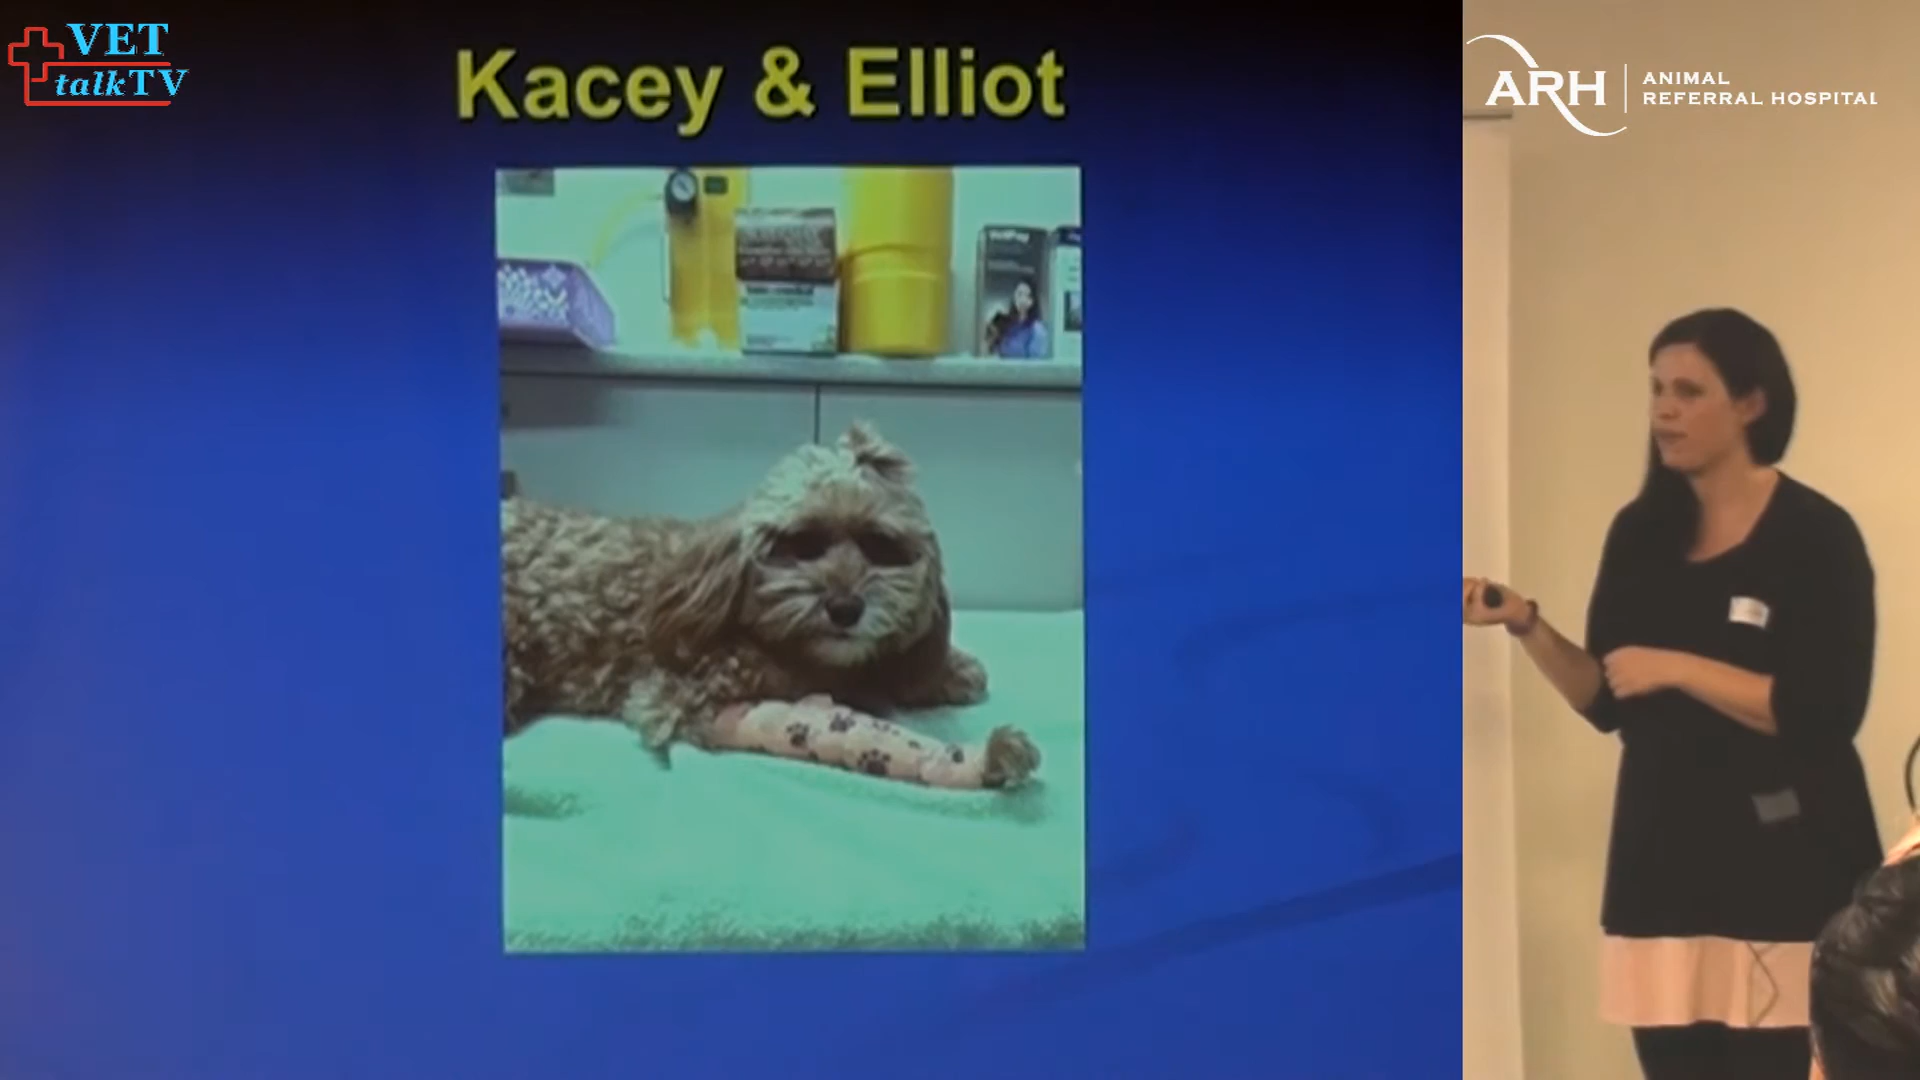 VET
talkTV
Kacey & Elliot
ARH
ANIMAL
REFERRAL HOSPITAL